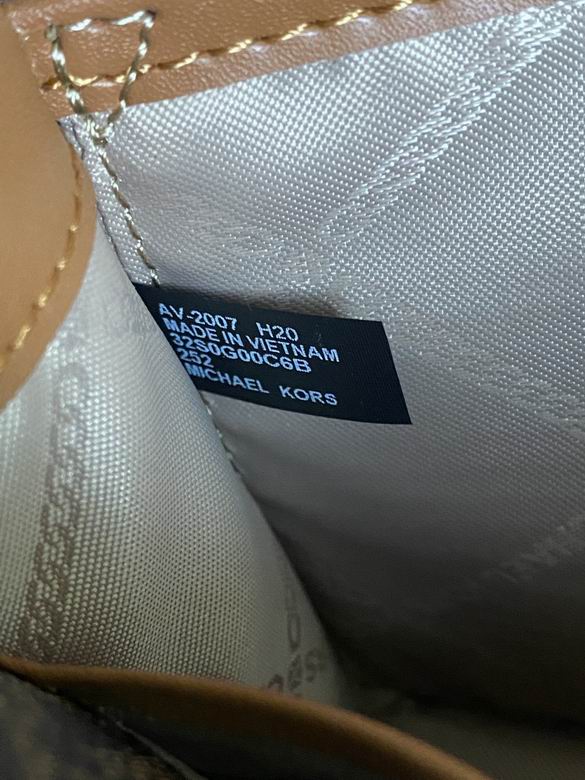 AV-2007 H20
MADE IN VIETNAM
32S0G00C6B
252
MICHAEL KORS